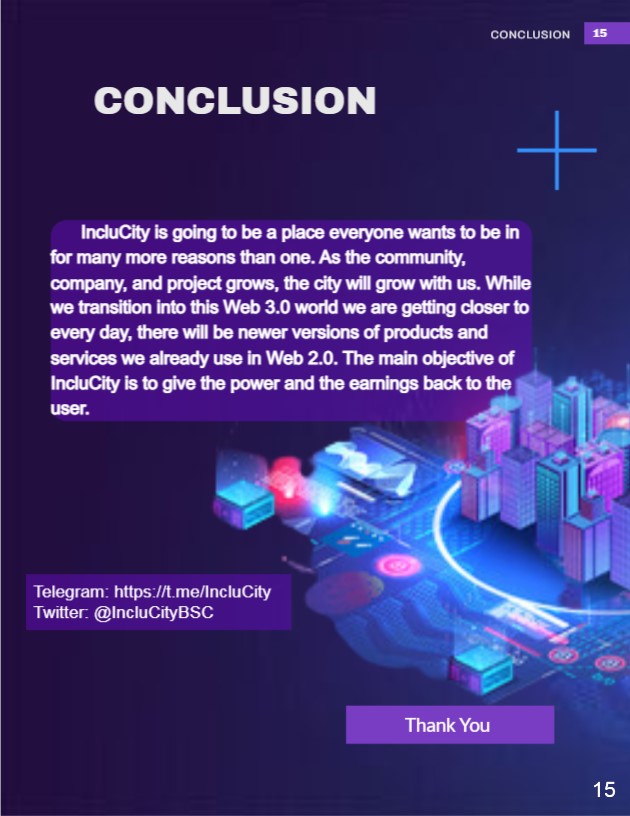 CONCLUSION 15
CONCLUSION
IncluCity is going to be a place everyone wants to be in
for many more reasons than one. As the community,
company, and project grows, the city will grow with us. While
we transition into this Web 3.0 world we are getting closer to
every day, there will be newer versions of products and
services we already use in Web 2.0. The main objective of
IncluCity is to give the power and the earnings back to the
user.
Telegram: https://t.me/IncluCity
Twitter: @IncluCityBSC
Thank You
15